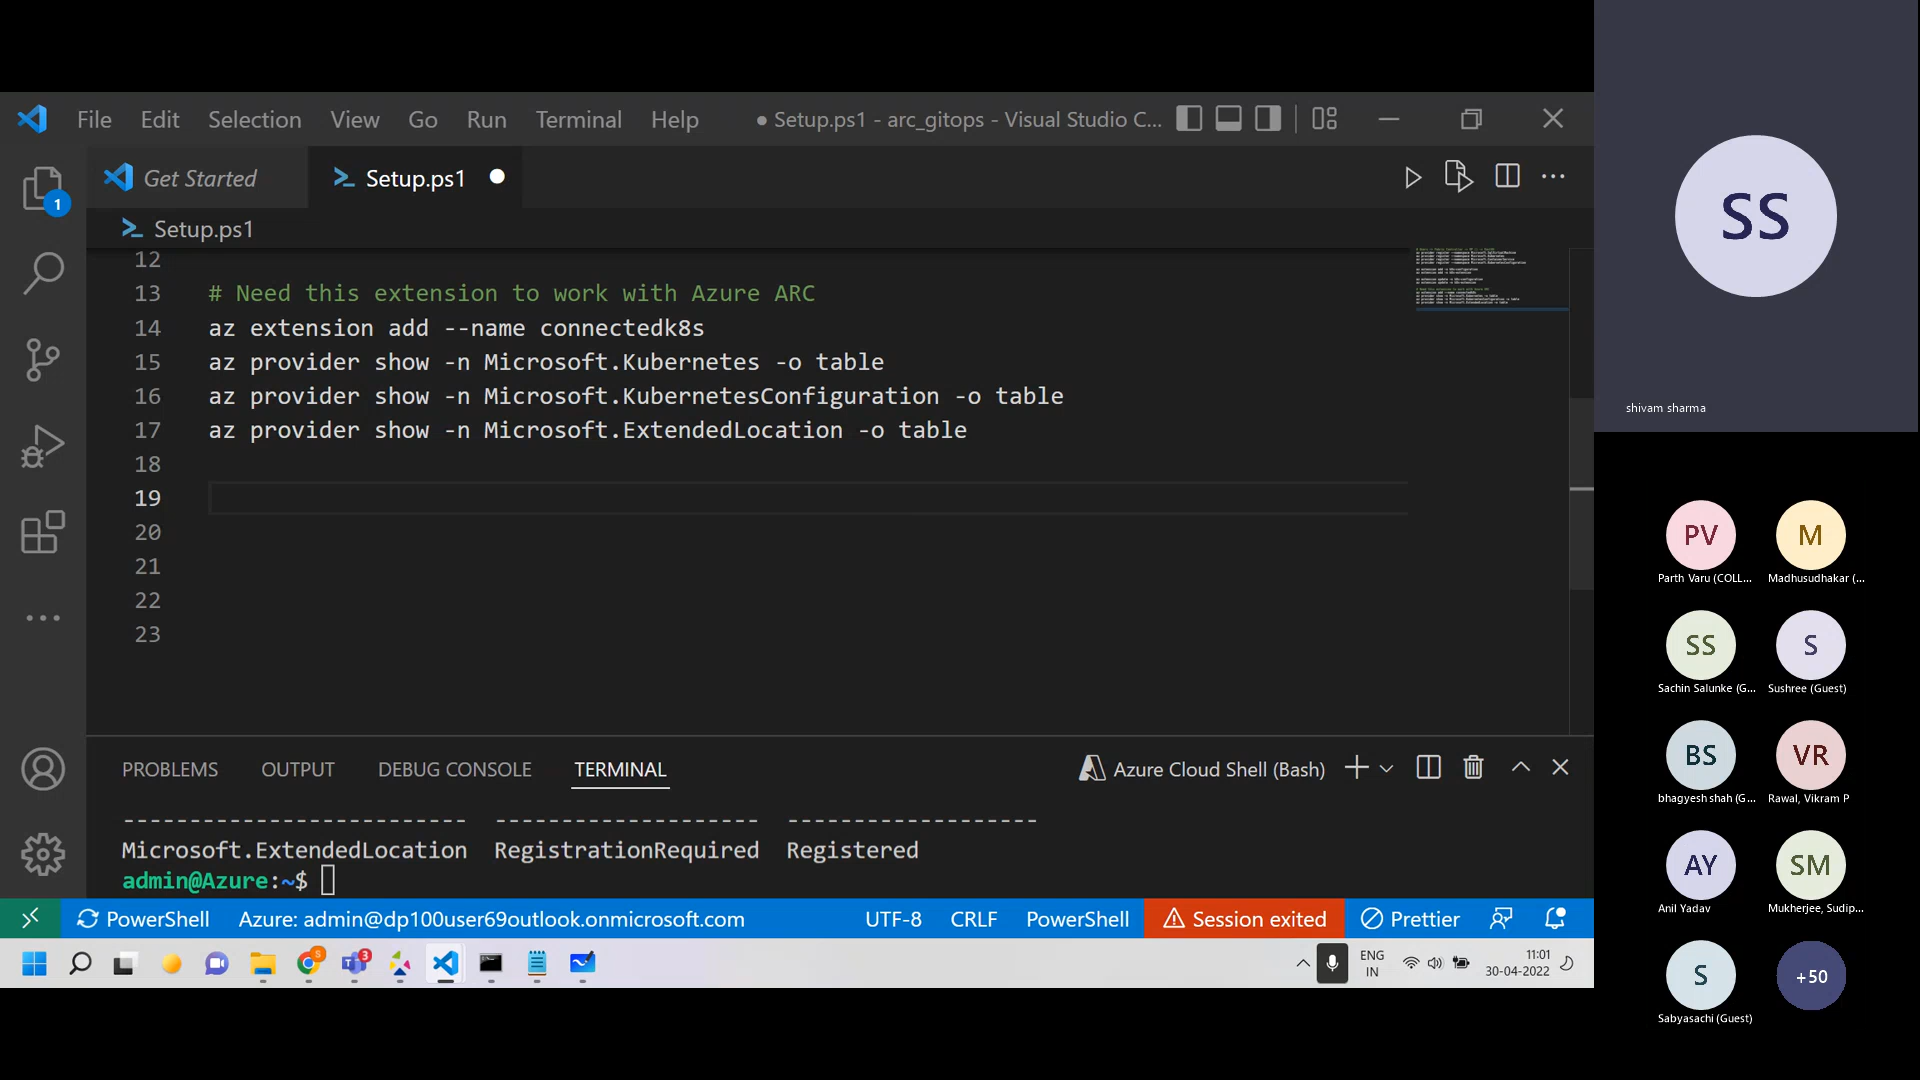 File Edit Selection View Go Run Terminal Help ● Setup.ps1 - arc_gitops - Visual Studio C...
Get Started
Setup.ps1
1
Setup.ps1
12
13 # Need this extension to work with Azure ARC
14 az extension add --name connectedk8s
15 az provider show -n Microsoft.Kubernetes -o table
16 az provider show -n Microsoft.KubernetesConfiguration -o table
17 az provider show -n Microsoft.ExtendedLocation -o table
18
19
20
21
22
23
PROBLEMS OUTPUT DEBUG CONSOLE TERMINAL Azure Cloud Shell (Bash)
-------------------------- -------------------- -------------------
Microsoft.ExtendedLocation RegistrationRequired Registered
admin@Azure:~$
PowerShell Azure: admin@dp100user69outlook.onmicrosoft.com UTF-8 CRLF PowerShell Session exited Prettier
S
3
ENG
IN
11:01
30-04-2022
SS
shivam sharma
PV M
Parth Varu (COLL... Madhusudhakar (...
SS S
Sachin Salunke (G... Sushree (Guest)
BS VR
bhagyesh shah (G... Rawal, Vikram P
AY SM
Anil Yadav Mukherjee, Sudip...
S +50
Sabyasachi (Guest)